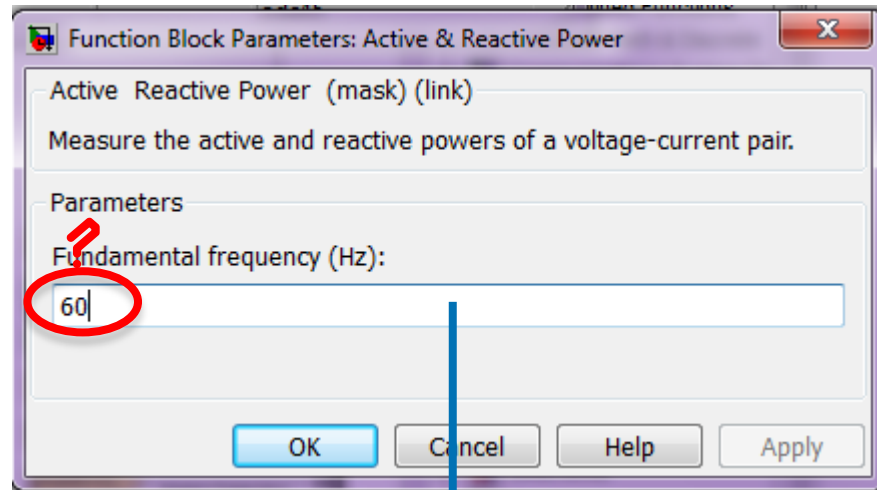 Function Block Parameters: Active & Reactive Power
Active Reactive Power (mask) (link)
Measure the active and reactive powers of a voltage-current pair.
Parameters
?
Fundamental frequency (Hz):
60
OK
Cancel
Help
Apply